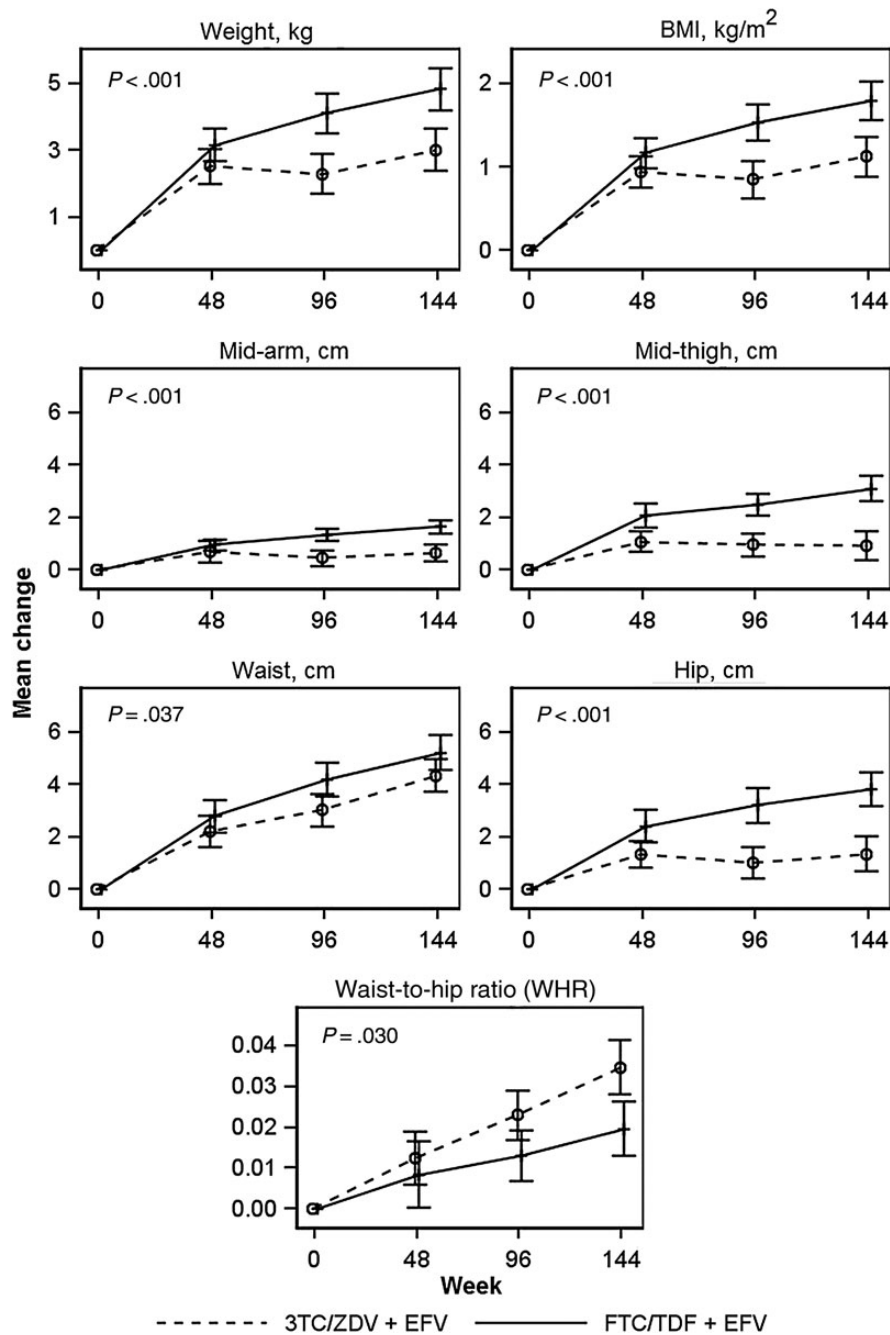 Weight, kg
P < .001
5
3
1
0 48 96 144
BMI, kg/m²
P < .001
2
1
0
0 48 96 144
Mid-arm, cm
P < .001
6
4
2
0
0 48 96 144
Mid-thigh, cm
P < .001
6
4
2
0
0 48 96 144
Mean change
Waist, cm
P = .037
6
4
2
0
0 48 96 144
Hip, cm
P < .001
6
4
2
0
0 48 96 144
Waist-to-hip ratio (WHR)
P = .030
0.04
0.03
0.02
0.01
0.00
0 48 96 144
Week
3TC/ZDV + EFV FTC/TDF + EFV